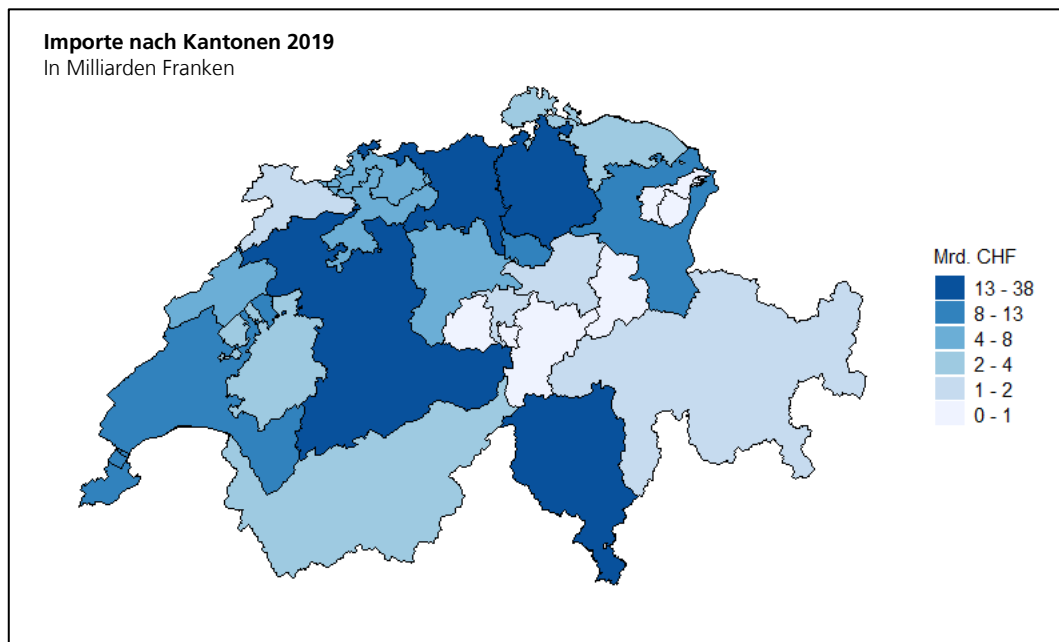 Importe nach Kantonen 2019
In Milliarden Franken
Mrd. CHF
13 - 38
8 - 13
4 - 8
2 - 4
1 - 2
0 - 1